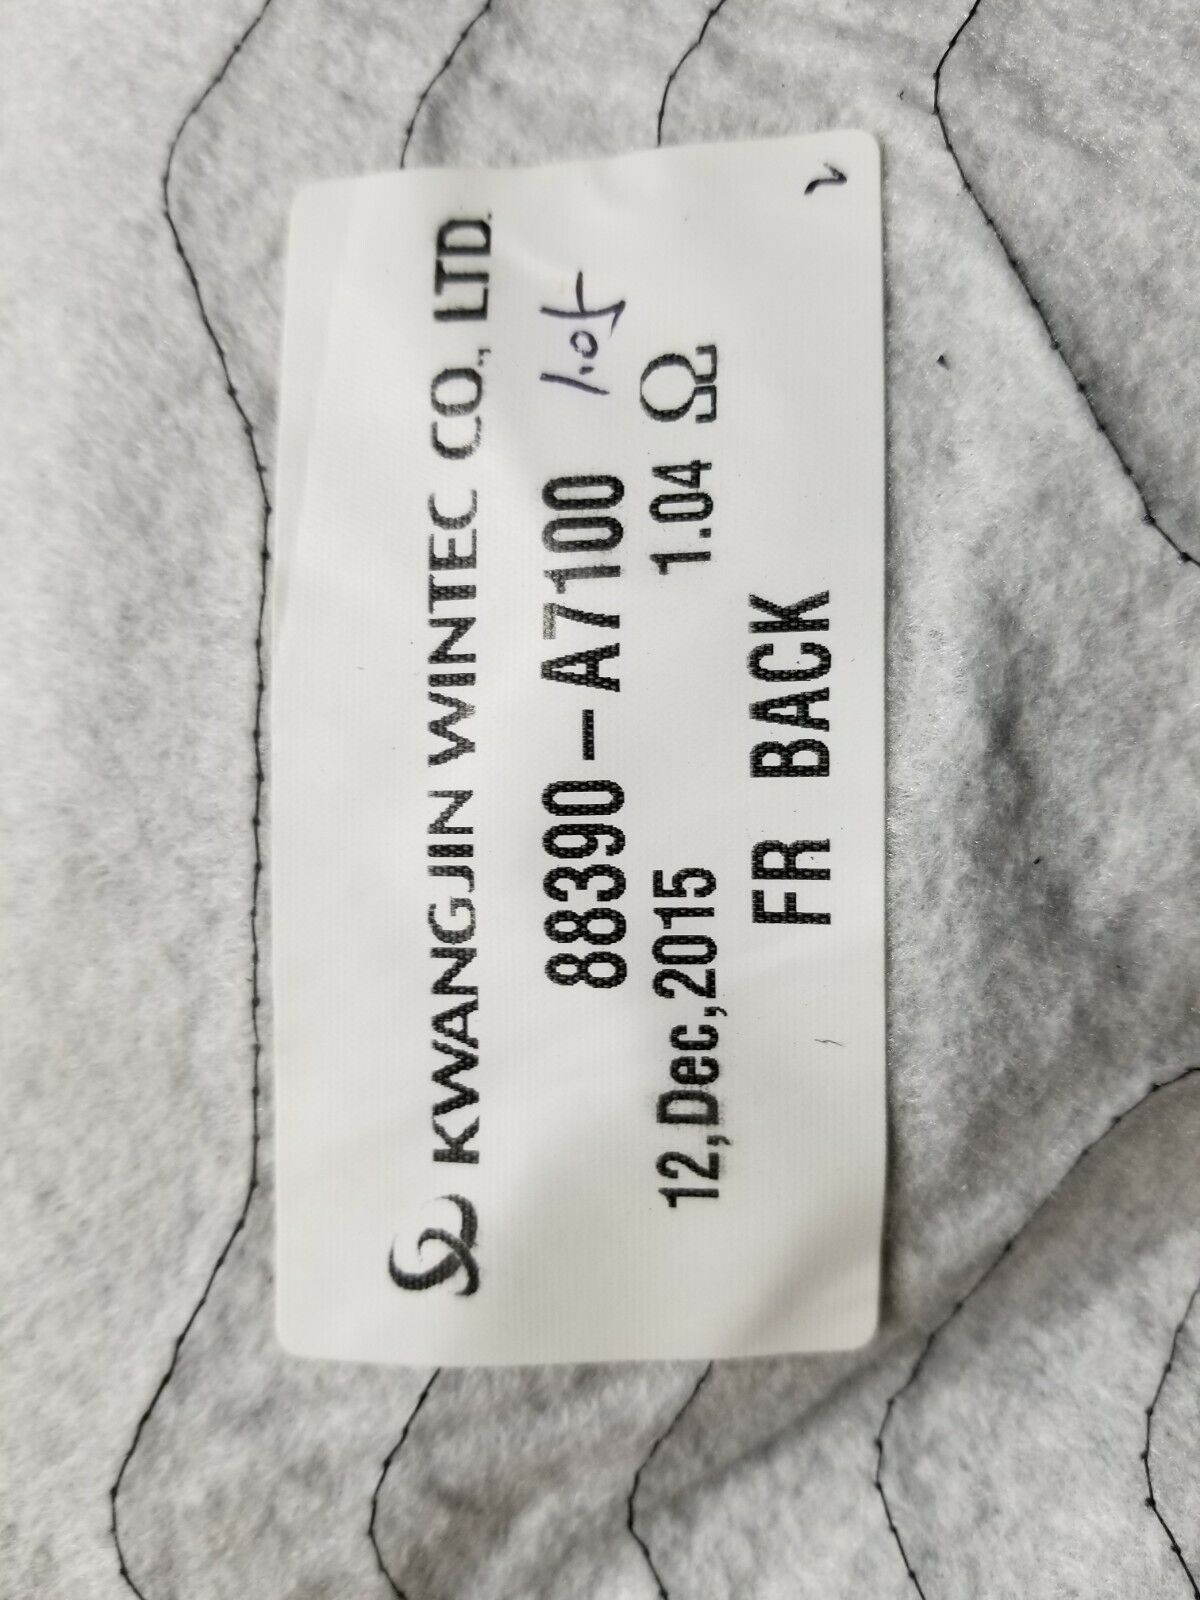 KWANGJIN WINTEC CO., LTD.
88390-A7100 1.05
12,Dec,2015 1.04 Ω
FR BACK